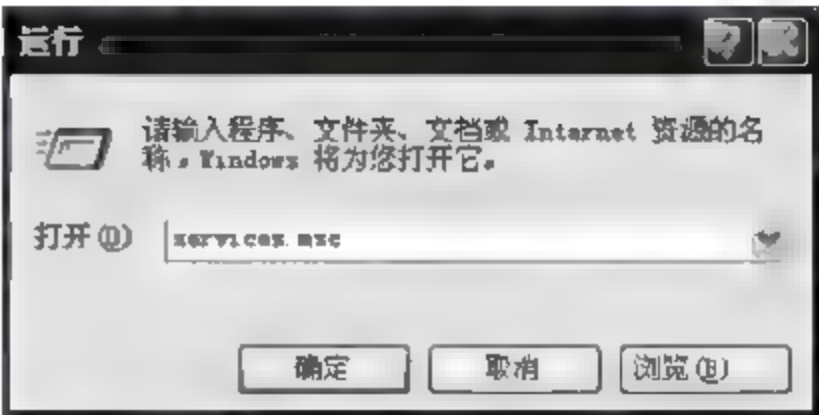 运行
请输入程序、文件夹、文档或 Internet 资源的名
称，Windows 将为您打开它。
打开(O)
services.msc
确定
取消
浏览(B)